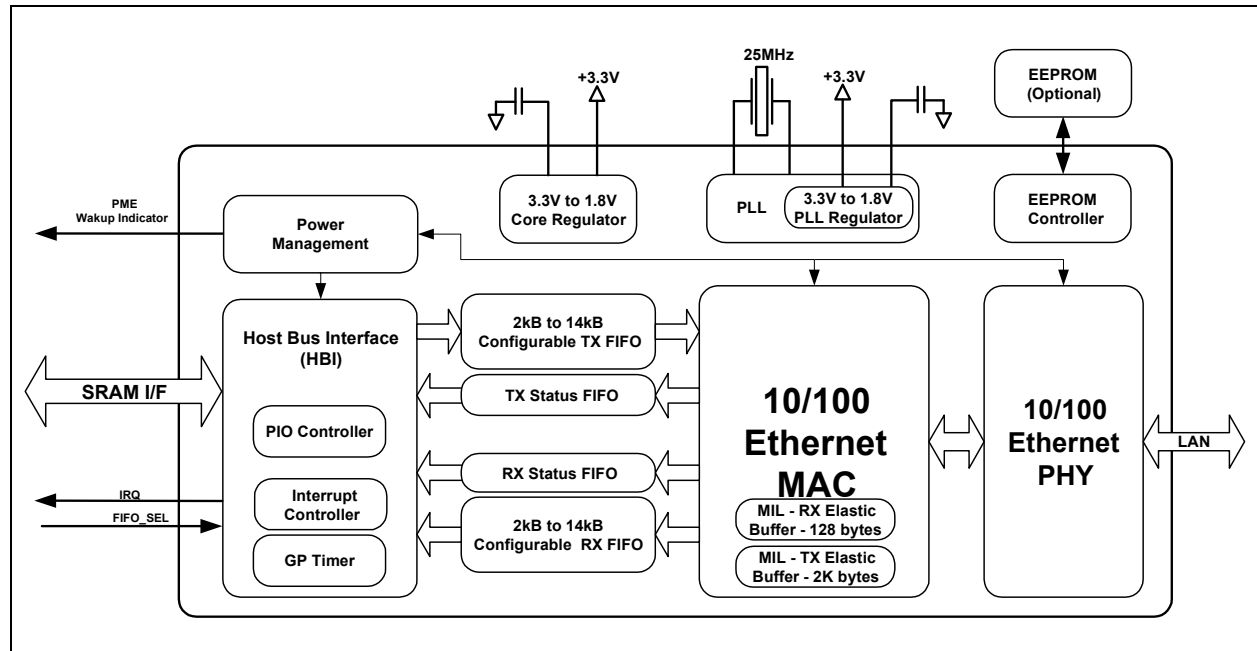 25MHz
+3.3V
+3.3V
EEPROM
(Optional)
3.3V to 1.8V
Core Regulator
PLL
3.3V to 1.8V
PLL Regulator
EEPROM
Controller
PME
Wakup Indicator
Power
Management
Host Bus Interface
(HBI)
2kB to 14kB
Configurable TX FIFO
SRAM I/F
TX Status FIFO
PIO Controller
10/100
Ethernet
MAC
10/100
Ethernet
PHY
LAN
RX Status FIFO
IRQ
Interrupt
Controller
FIFO_SEL
2kB to 14kB
Configurable RX FIFO
MIL - RX Elastic
Buffer - 128 bytes
GP Timer
MIL - TX Elastic
Buffer - 2K bytes